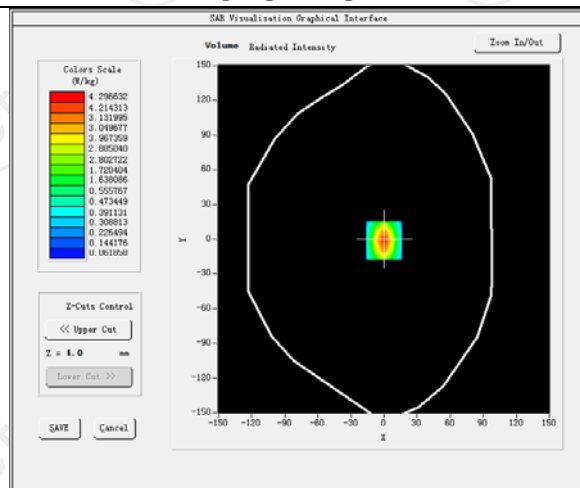 SAR Visualisation Graphical Interface
Volume Radiated Intensity
Zoom In/Out
Colors Scale
(W/kg)
4.296632
4.214313
3.131995
3.049677
3.967359
2.885040
2.802722
1.720404
1.638086
0.555767
0.473449
0.391131
0.308813
0.226494
0.144176
0.061858
150
120
90
60
30
Y
0
-30
-60
-90
-120
-150
-150 -120 -90 -60 -30 0 30 60 90 120 150
X
Z-Cuts Control
<< Upper Cut
Z = 4.0 mm
Lower Cut >>
SAVE
Cancel